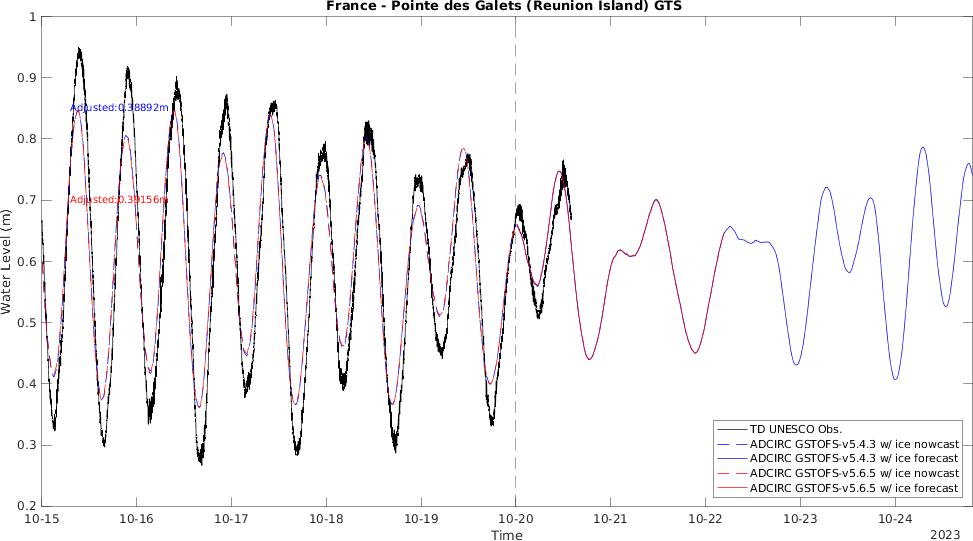 France - Pointe des Galets (Reunion Island) GTS
1
0.9
0.8
0.7
0.6
0.5
0.4
0.3
0.2
Water Level (m)
Adjusted:0.38892m
Adjusted:0.39156m
TD UNESCO Obs.
ADCIRC GSTOFS-v5.4.3 w/ ice nowcast
ADCIRC GSTOFS-v5.4.3 w/ ice forecast
ADCIRC GSTOFS-v5.6.5 w/ ice nowcast
ADCIRC GSTOFS-v5.6.5 w/ ice forecast
10-15 10-16 10-17 10-18 10-19 10-20 10-21 10-22 10-23 10-24
Time
2023